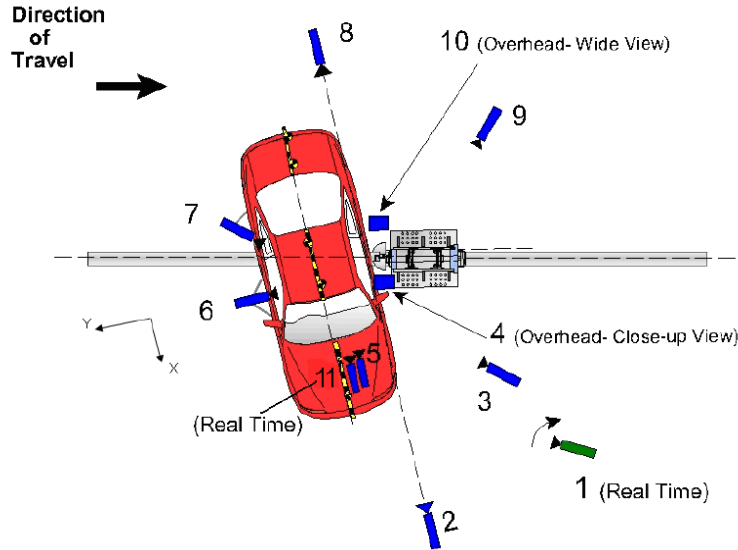 Direction
of
Travel
8
10 (Overhead- Wide View)
9
7
6
Y
X
4 (Overhead- Close-up View)
5
11
3
(Real Time)
1 (Real Time)
2